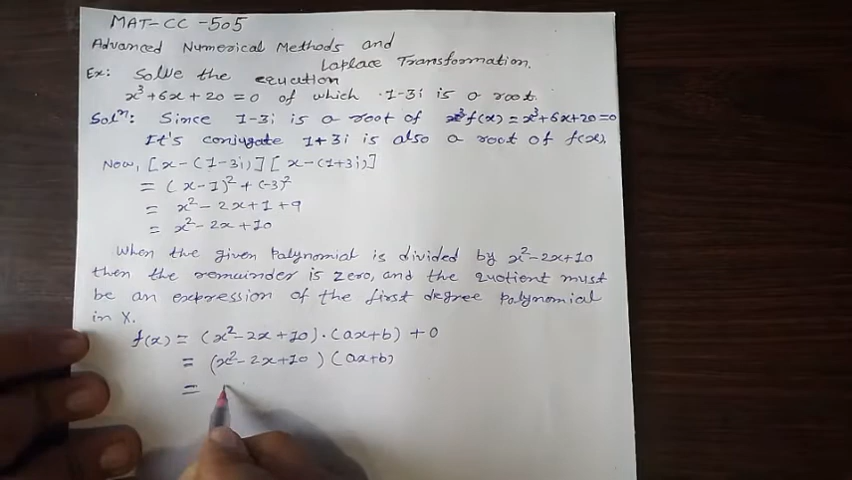 MAT-CC-505
Advanced Numerical Methods and
Laplace Transformation.
Ex: Solve the equation
x³+6x+20=0 of which 1-3i is a root.
Solⁿ: Since 1-3i is a root of f(x)=x³+6x+20=0
It's conjugate 1+3i is also a root of f(x).
Now, [x-(1-3i)][x-(1+3i)]
= (x-1)²+(-3)²
= x²-2x+1+9
= x²-2x+10
When the given Polynomial is divided by x²-2x+10
then the remainder is zero, and the quotient must
be an expression of the first degree Polynomial
in X.
f(x) = (x²-2x+10)·(ax+b)+0
= (x²-2x+10)(ax+b)
=